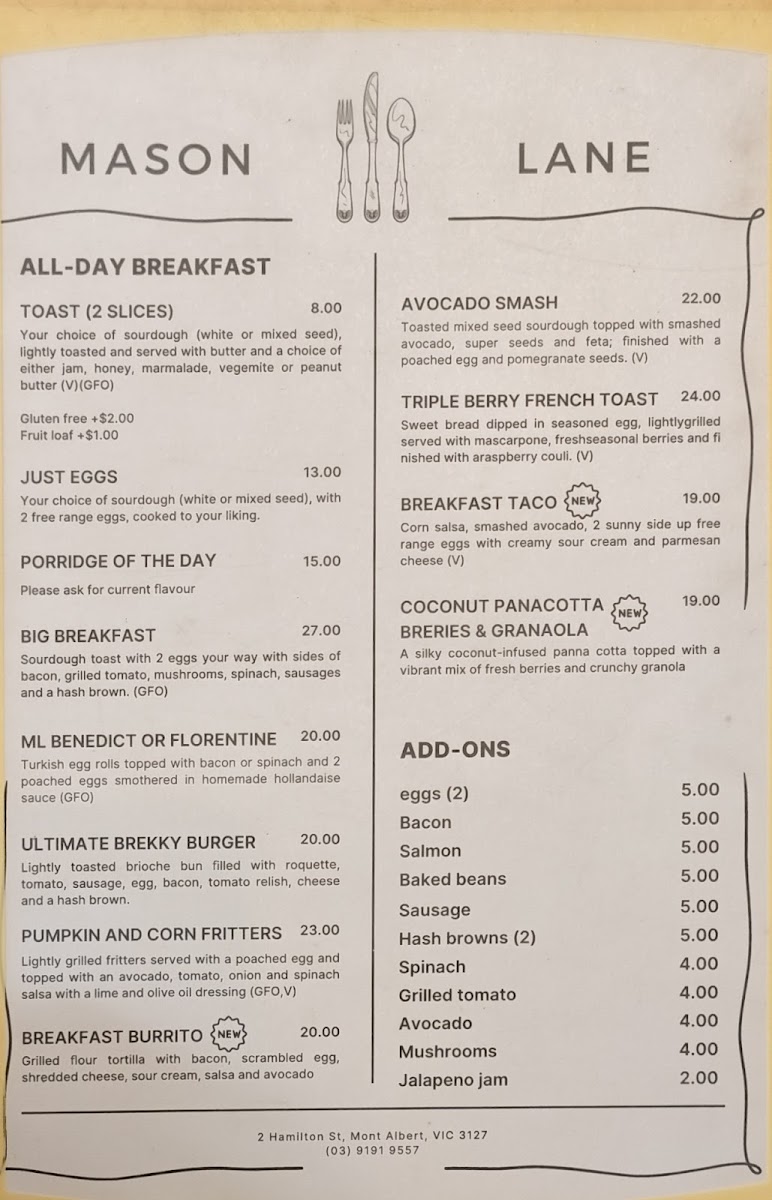 MASON LANE
ALL-DAY BREAKFAST
TOAST (2 SLICES) 8.00
Your choice of sourdough (white or mixed seed),
lightly toasted and served with butter and a choice of
either jam, honey, marmalade, vegemite or peanut
butter (V)(GFO)
Gluten free +$2.00
Fruit loaf +$1.00
JUST EGGS 13.00
Your choice of sourdough (white or mixed seed), with
2 free range eggs, cooked to your liking.
PORRIDGE OF THE DAY 15.00
Please ask for current flavour
BIG BREAKFAST 27.00
Sourdough toast with 2 eggs your way with sides of
bacon, grilled tomato, mushrooms, spinach, sausages
and a hash brown. (GFO)
ML BENEDICT OR FLORENTINE 20.00
Turkish egg rolls topped with bacon or spinach and 2
poached eggs smothered in homemade hollandaise
sauce (GFO)
ULTIMATE BREKKY BURGER 20.00
Lightly toasted brioche bun filled with roquette,
tomato, sausage, egg, bacon, tomato relish, cheese
and a hash brown.
PUMPKIN AND CORN FRITTERS 23.00
Lightly grilled fritters served with a poached egg and
topped with an avocado, tomato, onion and spinach
salsa with a lime and olive oil dressing (GFO,V)
BREAKFAST BURRITO NEW 20.00
Grilled flour tortilla with bacon, scrambled egg,
shredded cheese, sour cream, salsa and avocado
AVOCADO SMASH 22.00
Toasted mixed seed sourdough topped with smashed
avocado, super seeds and feta; finished with a
poached egg and pomegranate seeds. (V)
TRIPLE BERRY FRENCH TOAST 24.00
Sweet bread dipped in seasoned egg, lightlygrilled
served with mascarpone, freshseasonal berries and fi
nished with araspberry couli. (V)
BREAKFAST TACO NEW 19.00
Corn salsa, smashed avocado, 2 sunny side up free
range eggs with creamy sour cream and parmesan
cheese (V)
COCONUT PANACOTTA NEW 19.00
BRERIES & GRANAOLA
A silky coconut-infused panna cotta topped with a
vibrant mix of fresh berries and crunchy granola
ADD-ONS
eggs (2) 5.00
Bacon 5.00
Salmon 5.00
Baked beans 5.00
Sausage 5.00
Hash browns (2) 5.00
Spinach 4.00
Grilled tomato 4.00
Avocado 4.00
Mushrooms 4.00
Jalapeno jam 2.00
2 Hamilton St, Mont Albert, VIC 3127
(03) 9191 9557